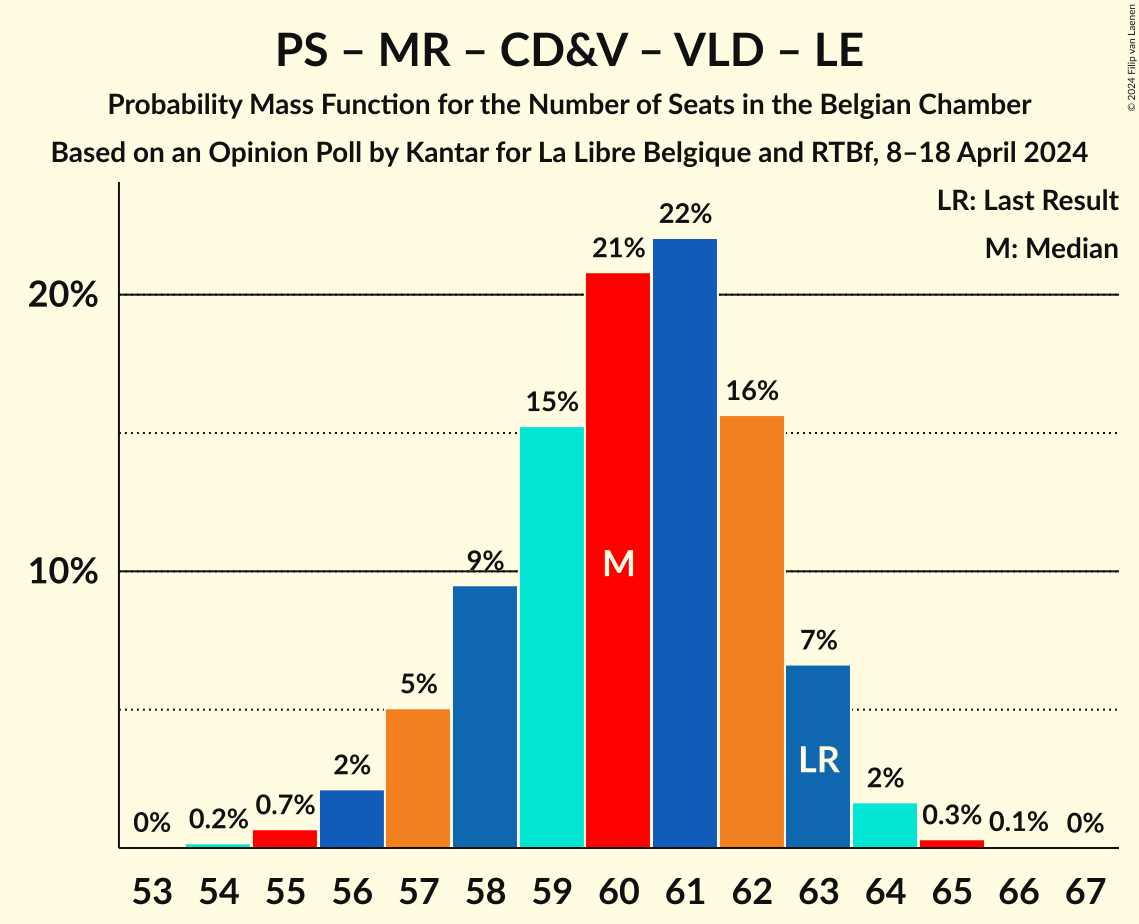 PS – MR – CD&V – VLD – LE
Probability Mass Function for the Number of Seats in the Belgian Chamber
Based on an Opinion Poll by Kantar for La Libre Belgique and RTBf, 8–18 April 2024
© 2024 Filip van Laenen
LR: Last Result
M: Median
20%
10%
0%
0.2%
0.7%
2%
5%
9%
15%
21%
22%
16%
7%
2%
0.3%
0.1%
0%
M
LR
53 54 55 56 57 58 59 60 61 62 63 64 65 66 67